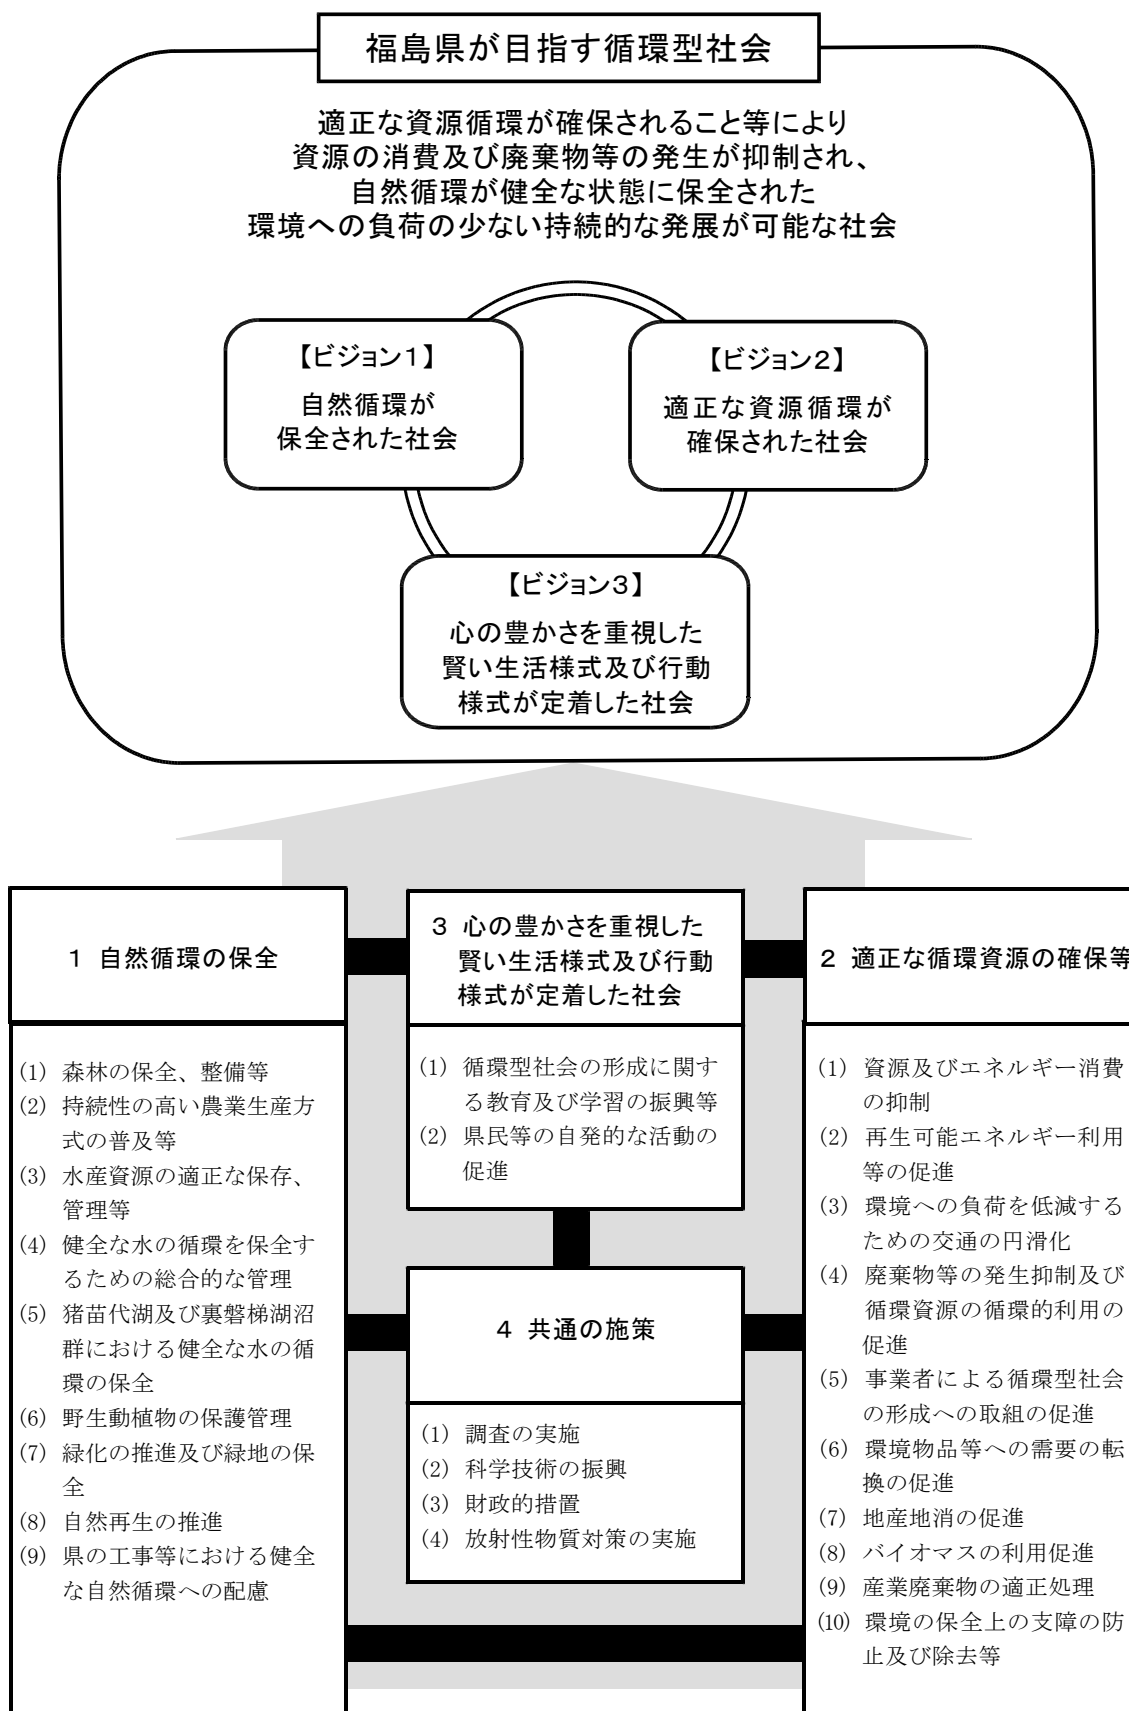 福島県が目指す循環型社会
適正な資源循環が確保されること等により
資源の消費及び廃棄物等の発生が抑制され、
自然循環が健全な状態に保全された
環境への負荷の少ない持続的な発展が可能な社会
【ビジョン１】
自然循環が
保全された社会
【ビジョン２】
適正な資源循環が
確保された社会
【ビジョン３】
心の豊かさを重視した
賢い生活様式及び行動
様式が定着した社会
１ 自然循環の保全
(1) 森林の保全、整備等
(2) 持続性の高い農業生産方
式の普及等
(3) 水産資源の適正な保存、
管理等
(4) 健全な水の循環を保全す
るための総合的な管理
(5) 猪苗代湖及び裏磐梯湖沼
群における健全な水の循
環の保全
(6) 野生動植物の保護管理
(7) 緑化の推進及び緑地の保
全
(8) 自然再生の推進
(9) 県の工事等における健全
な自然循環への配慮
３ 心の豊かさを重視した
賢い生活様式及び行動
様式が定着した社会
(1) 循環型社会の形成に関す
る教育及び学習の振興等
(2) 県民等の自発的な活動の
促進
４ 共通の施策
(1) 調査の実施
(2) 科学技術の振興
(3) 財政的措置
(4) 放射性物質対策の実施
２ 適正な循環資源の確保等
(1) 資源及びエネルギー消費
の抑制
(2) 再生可能エネルギー利用
等の促進
(3) 環境への負荷を低減する
ための交通の円滑化
(4) 廃棄物等の発生抑制及び
循環資源の循環的利用の
促進
(5) 事業者による循環型社会
の形成への取組の促進
(6) 環境物品等への需要の転
換の促進
(7) 地産地消の促進
(8) バイオマスの利用促進
(9) 産業廃棄物の適正処理
(10) 環境の保全上の支障の防
止及び除去等